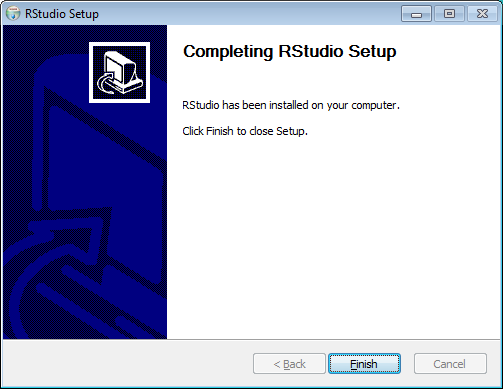 RStudio Setup
Completing RStudio Setup
RStudio has been installed on your computer.
Click Finish to close Setup.
< Back
Finish
Cancel